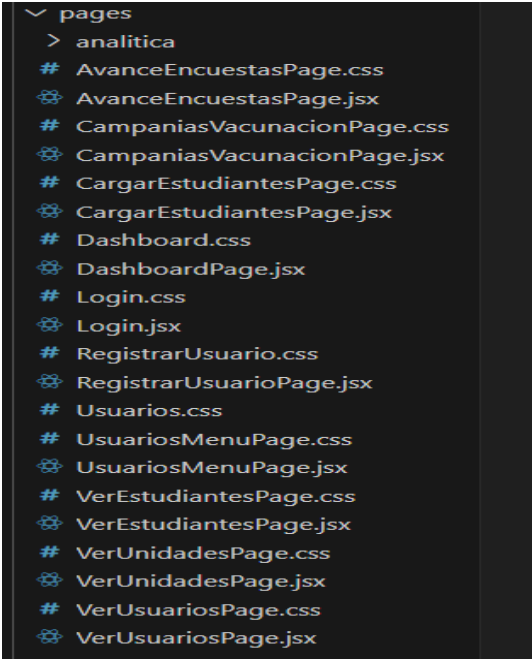 pages
analitica
# AvanceEncuestasPage.css
AvanceEncuestasPage.jsx
# CampaniasVacunacionPage.css
CampaniasVacunacionPage.jsx
# CargarEstudiantesPage.css
CargarEstudiantesPage.jsx
# Dashboard.css
DashboardPage.jsx
# Login.css
Login.jsx
# RegistrarUsuario.css
RegistrarUsuarioPage.jsx
# Usuarios.css
# UsuariosMenuPage.css
UsuariosMenuPage.jsx
# VerEstudiantesPage.css
VerEstudiantesPage.jsx
# VerUnidadesPage.css
VerUnidadesPage.jsx
# VerUsuariosPage.css
VerUsuariosPage.jsx